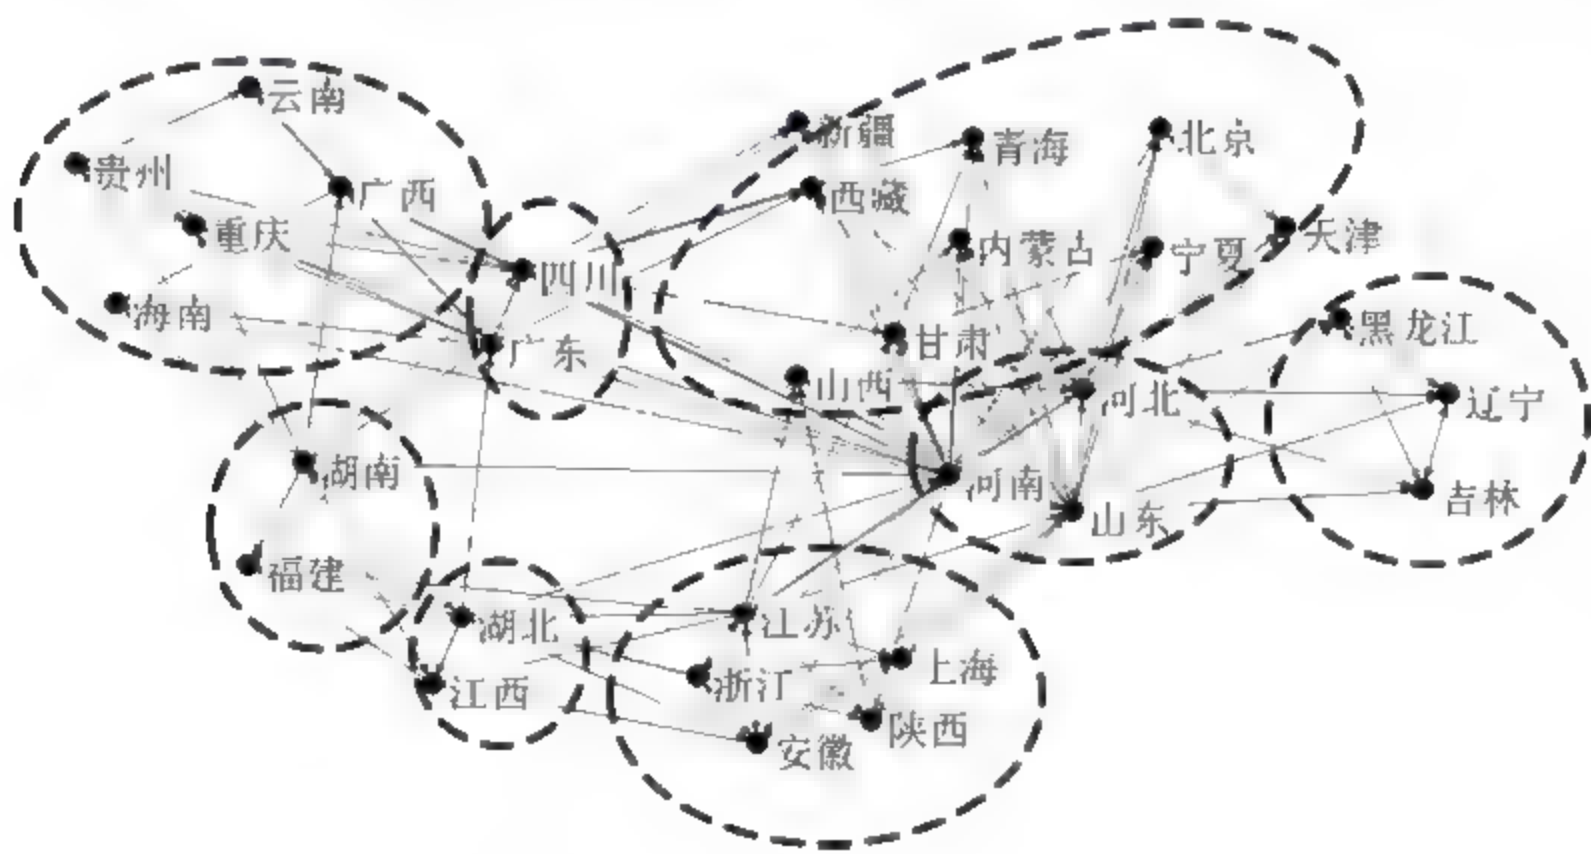 云南
新疆
青海
北京
贵州
广西
西藏
重庆
内蒙古
宁夏
天津
四川
海南
广东
甘肃
黑龙江
山西
河北
辽宁
湖南
河南
山东
吉林
福建
湖北
江苏
浙江
上海
江西
陕西
安徽